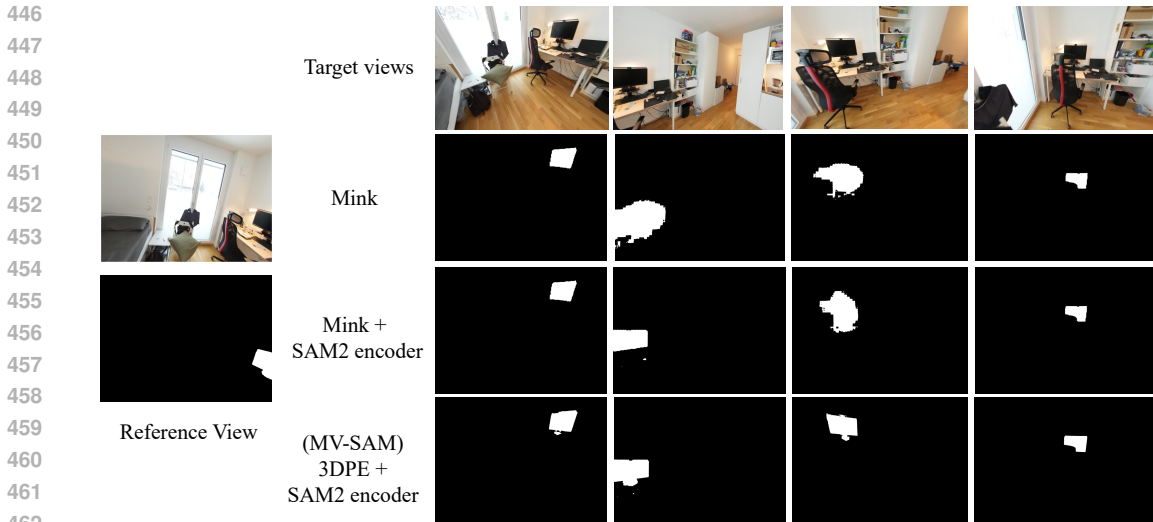 446
447
448
449
450
451
452
453
454
455
456
457
458
459
460
461
462
Target views
Mink
Mink +
SAM2 encoder
Reference View
(MV-SAM)
3DPE +
SAM2 encoder